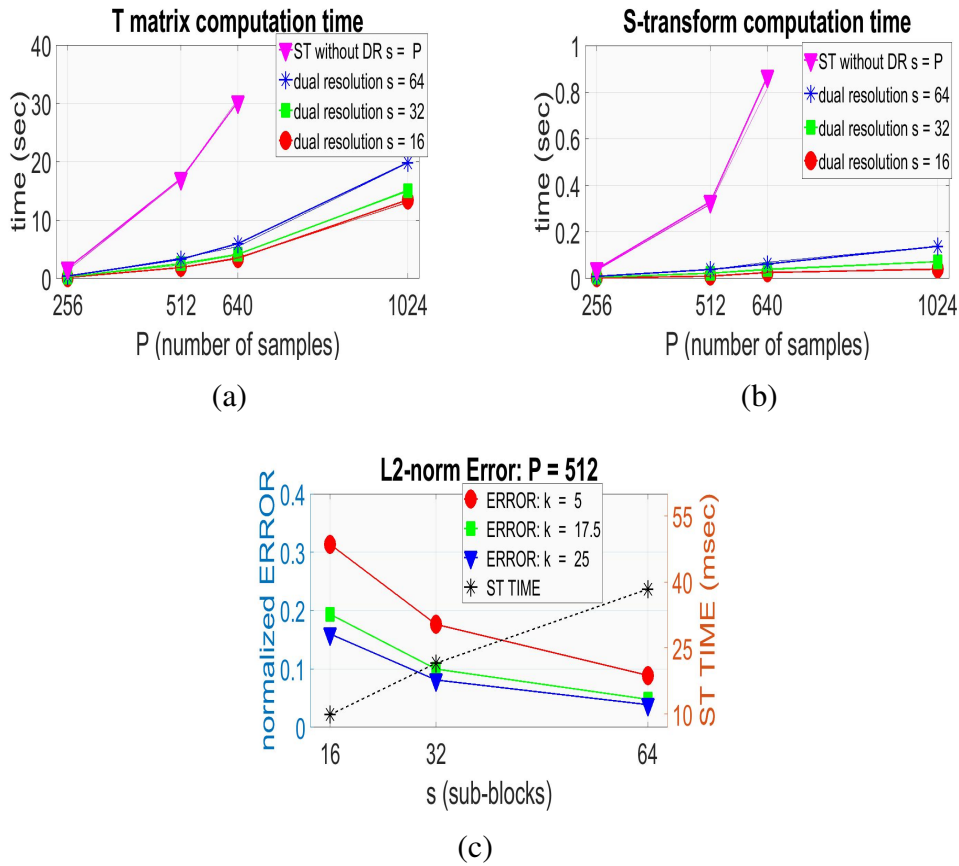 T matrix computation time
40
30
20
10
0
time (sec)
ST without DR s = P
dual resolution s = 64
dual resolution s = 32
dual resolution s = 16
256
512
640
1024
P (number of samples)
(a)
S-transform computation time
1
0.8
0.6
0.4
0.2
0
time (sec)
ST without DR s = P
dual resolution s = 64
dual resolution s = 32
dual resolution s = 16
256
512
640
1024
P (number of samples)
(b)
L2-norm Error: P = 512
0.4
0.3
0.2
0.1
0
normalized ERROR
ERROR: k = 5
ERROR: k = 17.5
ERROR: k = 25
ST TIME
55
40
25
10
ST TIME (msec)
16
32
64
s (sub-blocks)
(c)